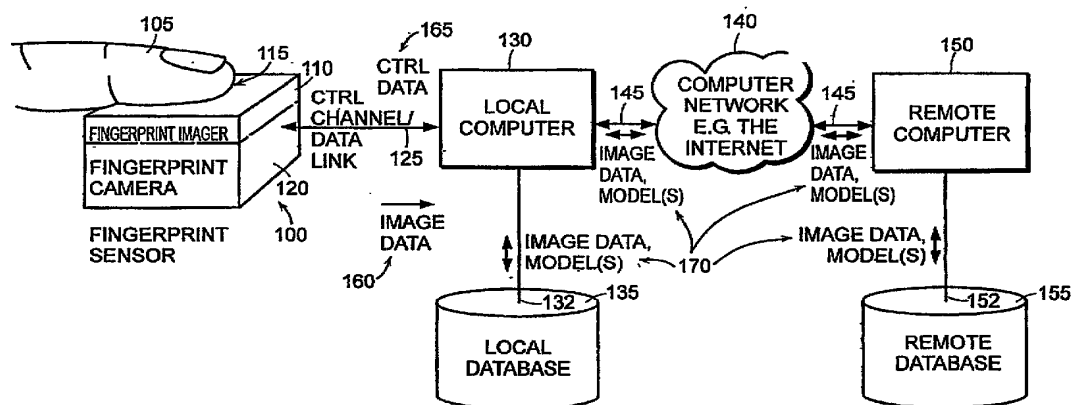 105
115
110
FINGERPRINT IMAGER
FINGERPRINT
CAMERA
120
100
FINGERPRINT
SENSOR
165
CTRL
DATA
CTRL
CHANNEL/
DATA
LINK
125
IMAGE
DATA
160
130
LOCAL
COMPUTER
145
IMAGE
DATA,
MODEL(S)
140
COMPUTER
NETWORK
E.G. THE
INTERNET
145
IMAGE
DATA,
MODEL(S)
150
REMOTE
COMPUTER
IMAGE DATA,
MODEL(S)
170
IMAGE DATA,
MODEL(S)
132
135
LOCAL
DATABASE
152
155
REMOTE
DATABASE